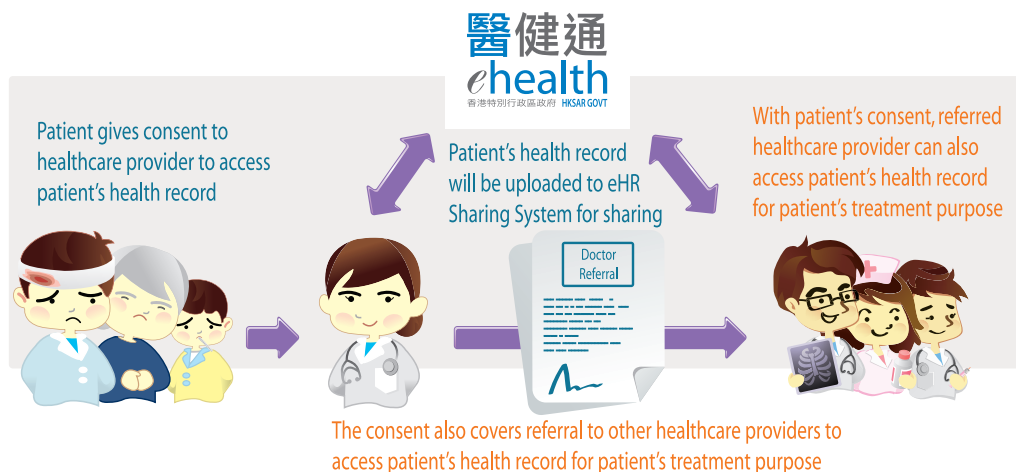 醫健通
ehealth
香港特別行政區政府 HKSAR GOVT
Patient gives consent to
healthcare provider to access
patient's health record
Patient's health record
will be uploaded to eHR
Sharing System for sharing
With patient's consent, referred
healthcare provider can also
access patient's health record
for patient's treatment purpose
Doctor
Referral
The consent also covers referral to other healthcare providers to
access patient's health record for patient's treatment purpose